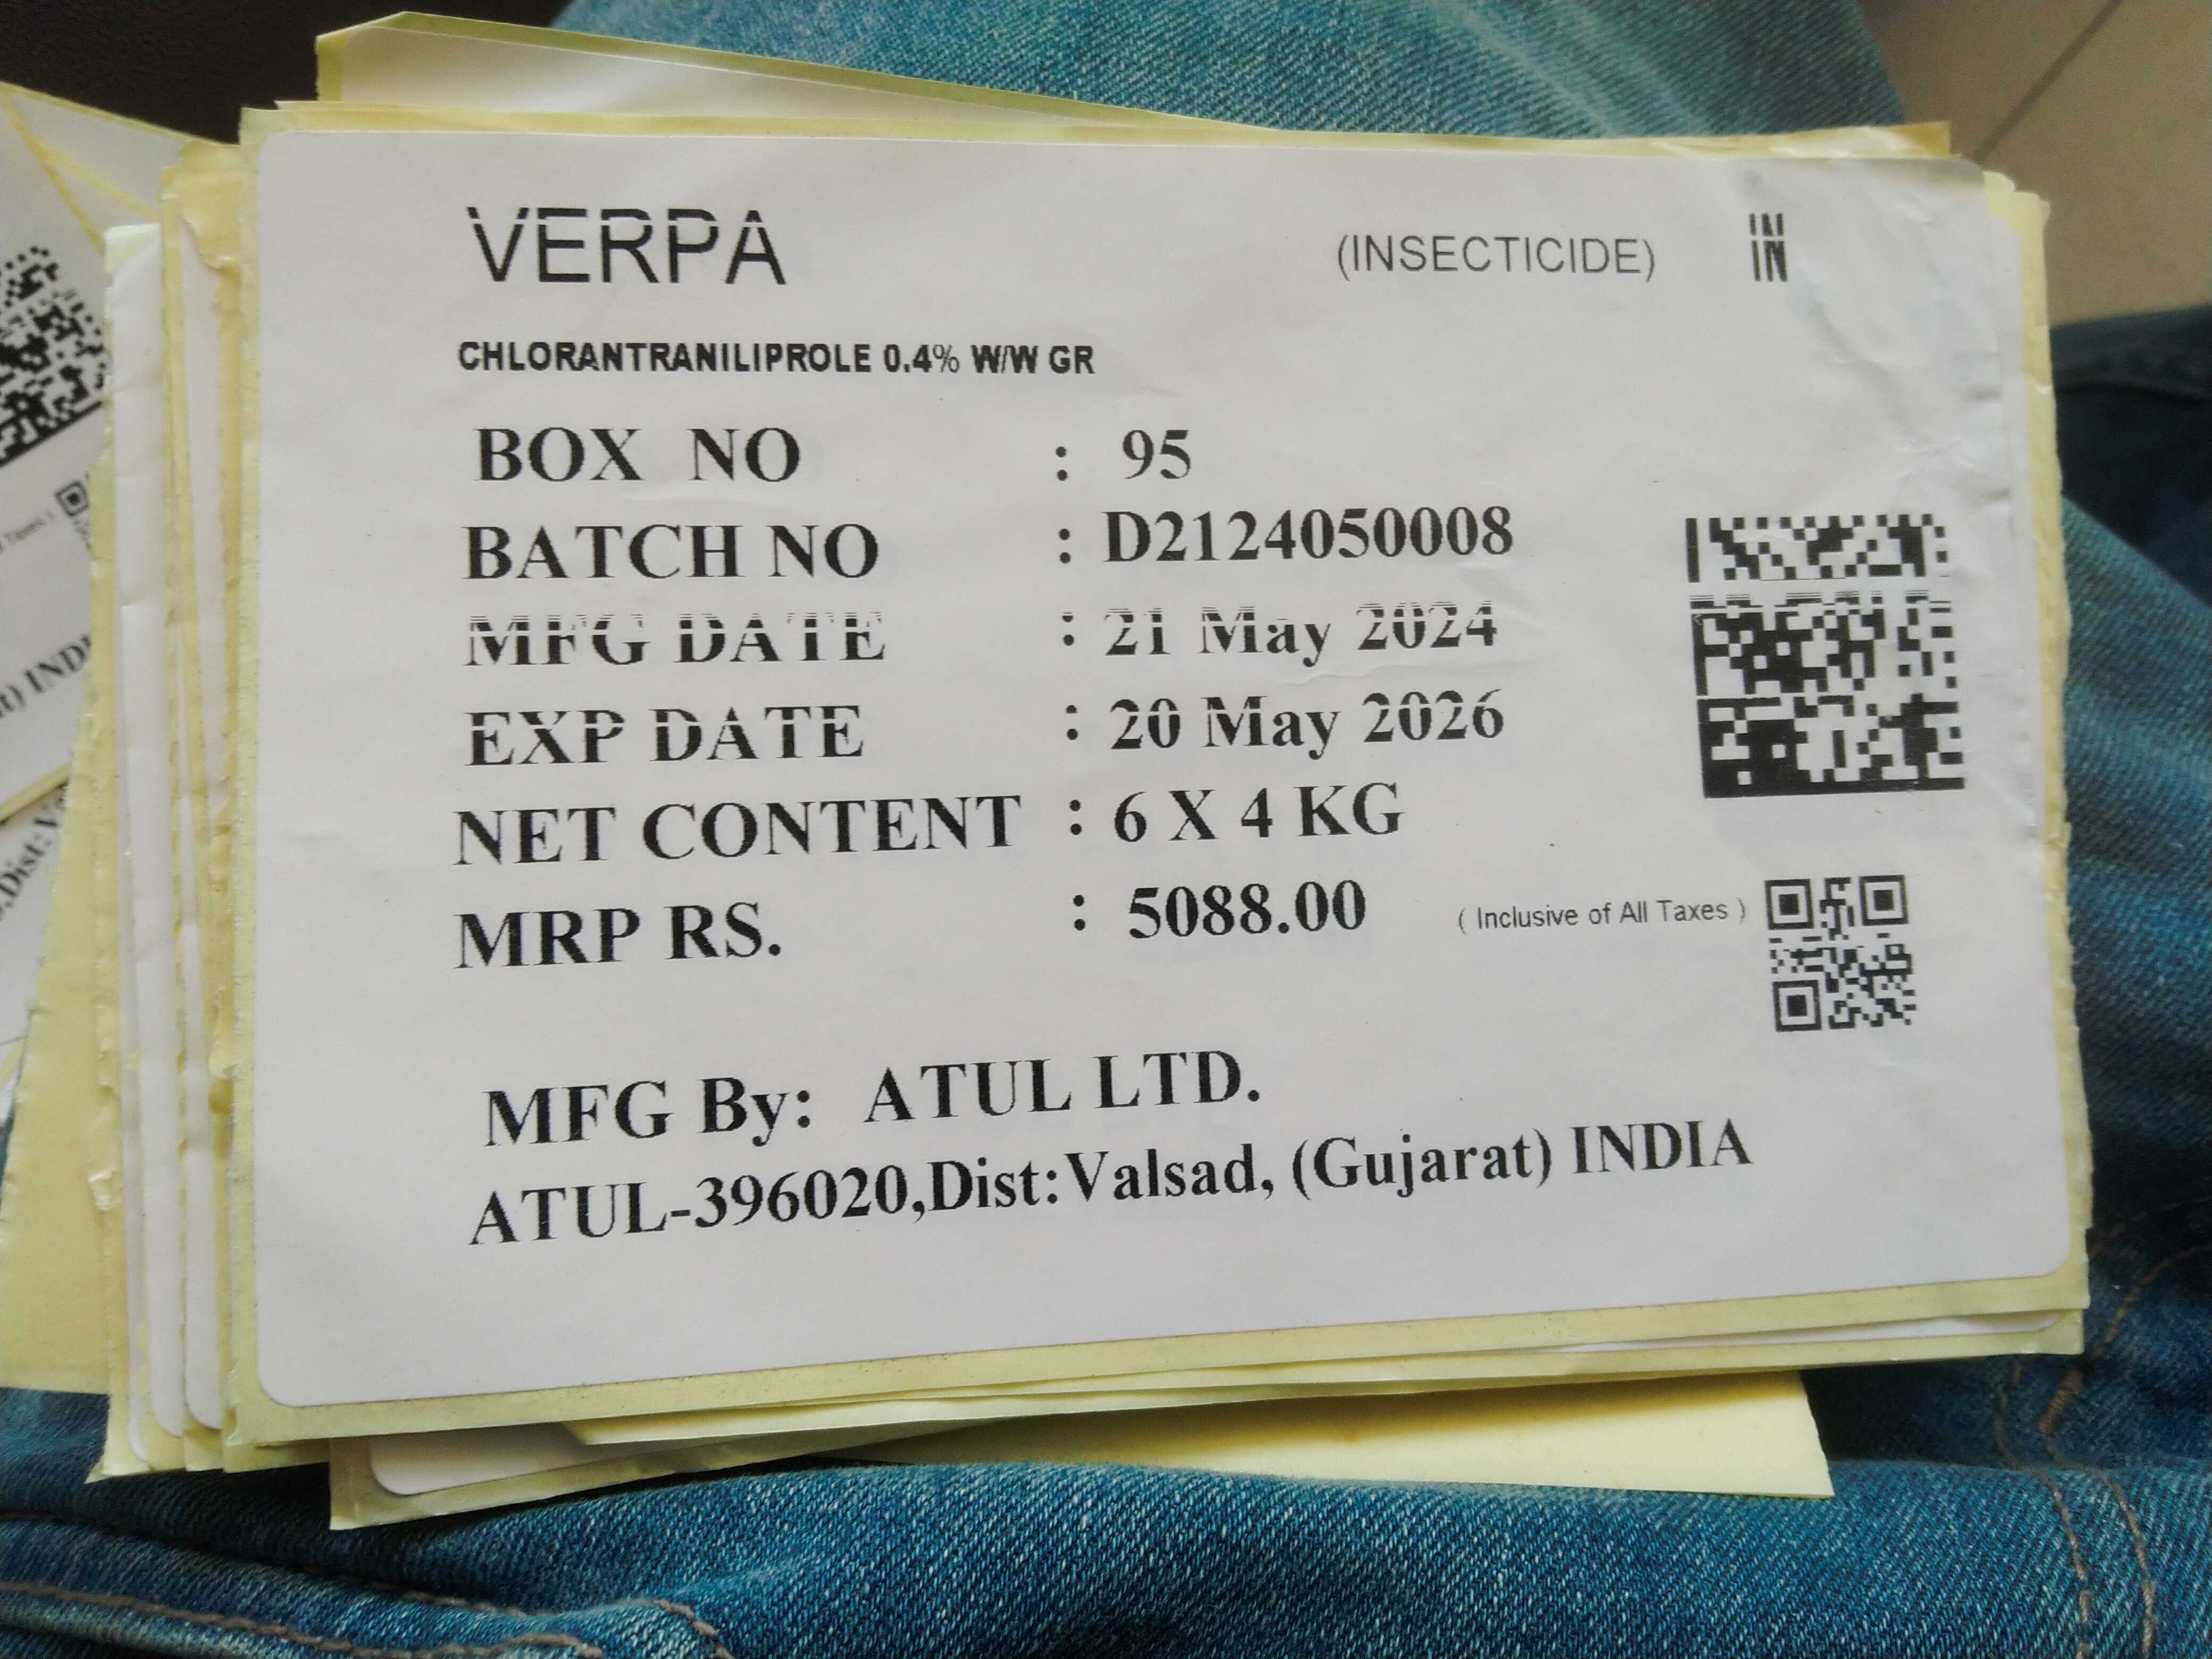 VERPA (INSECTICIDE) IN
CHLORANTRANILIPROLE 0.4% W/W GR
BOX NO : 95
BATCH NO : D2124050008
MFG DATE : 21 May 2024
EXP DATE : 20 May 2026
NET CONTENT : 6 X 4 KG
MRP RS. : 5088.00 ( Inclusive of All Taxes )
MFG By: ATUL LTD.
ATUL-396020,Dist:Valsad, (Gujarat) INDIA
Taxes )
Dist: